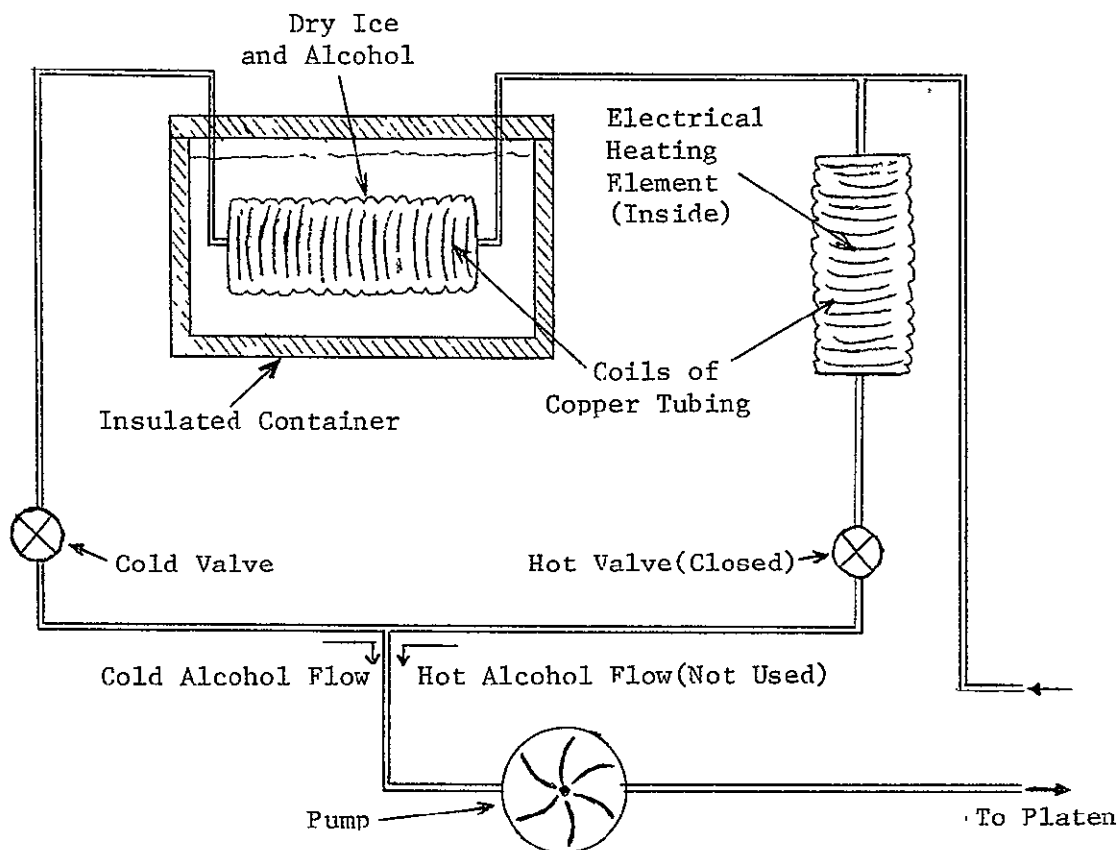 Dry Ice
and Alcohol
Electrical
Heating
Element
(Inside)
Coils of
Copper Tubing
Insulated Container
Cold Valve
Hot Valve(Closed)
Cold Alcohol Flow
Hot Alcohol Flow(Not Used)
Pump
To Platen